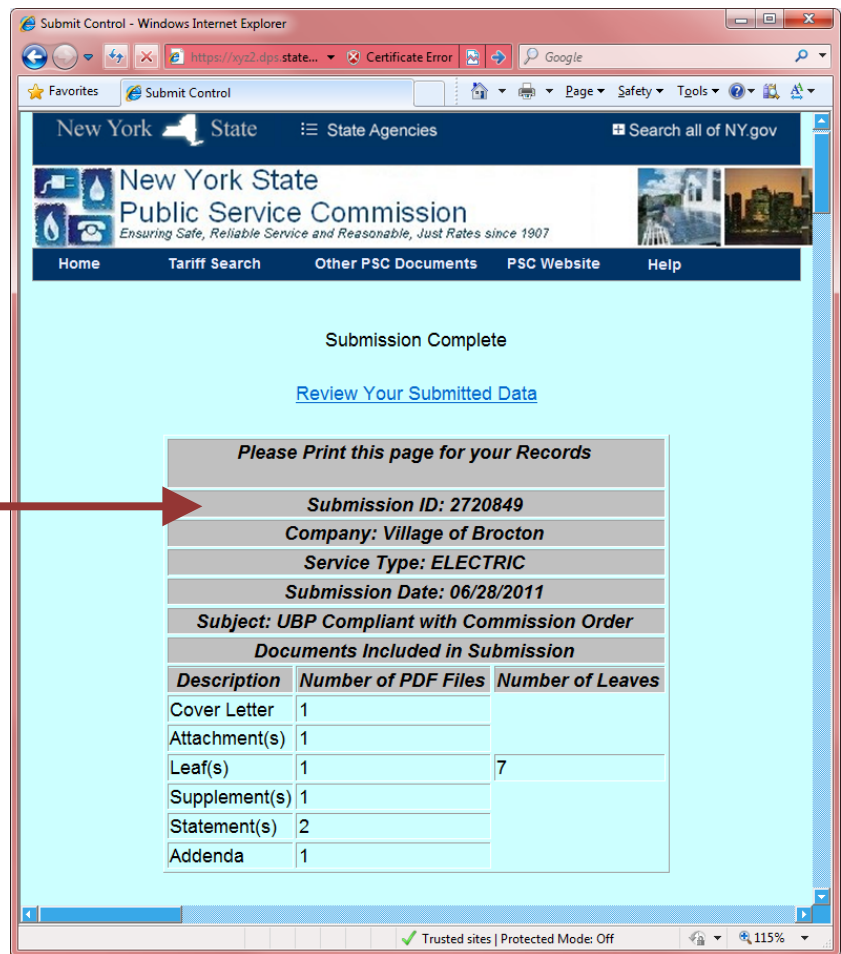 Submit Control - Windows Internet Explorer
https://xyz2.dps.state... Certificate Error Google
Favorites Submit Control Page Safety Tools
New York State State Agencies Search all of NY.gov
New York State
Public Service Commission
Ensuring Safe, Reliable Service and Reasonable, Just Rates since 1907
Home Tariff Search Other PSC Documents PSC Website Help
Submission Complete
Review Your Submitted Data
Please Print this page for your Records
Submission ID: 2720849
Company: Village of Brocton
Service Type: ELECTRIC
Submission Date: 06/28/2011
Subject: UBP Compliant with Commission Order
Documents Included in Submission
Description Number of PDF Files Number of Leaves
Cover Letter 1
Attachment(s) 1
Leaf(s) 1 7
Supplement(s) 1
Statement(s) 2
Addenda 1
Trusted sites | Protected Mode: Off 115%